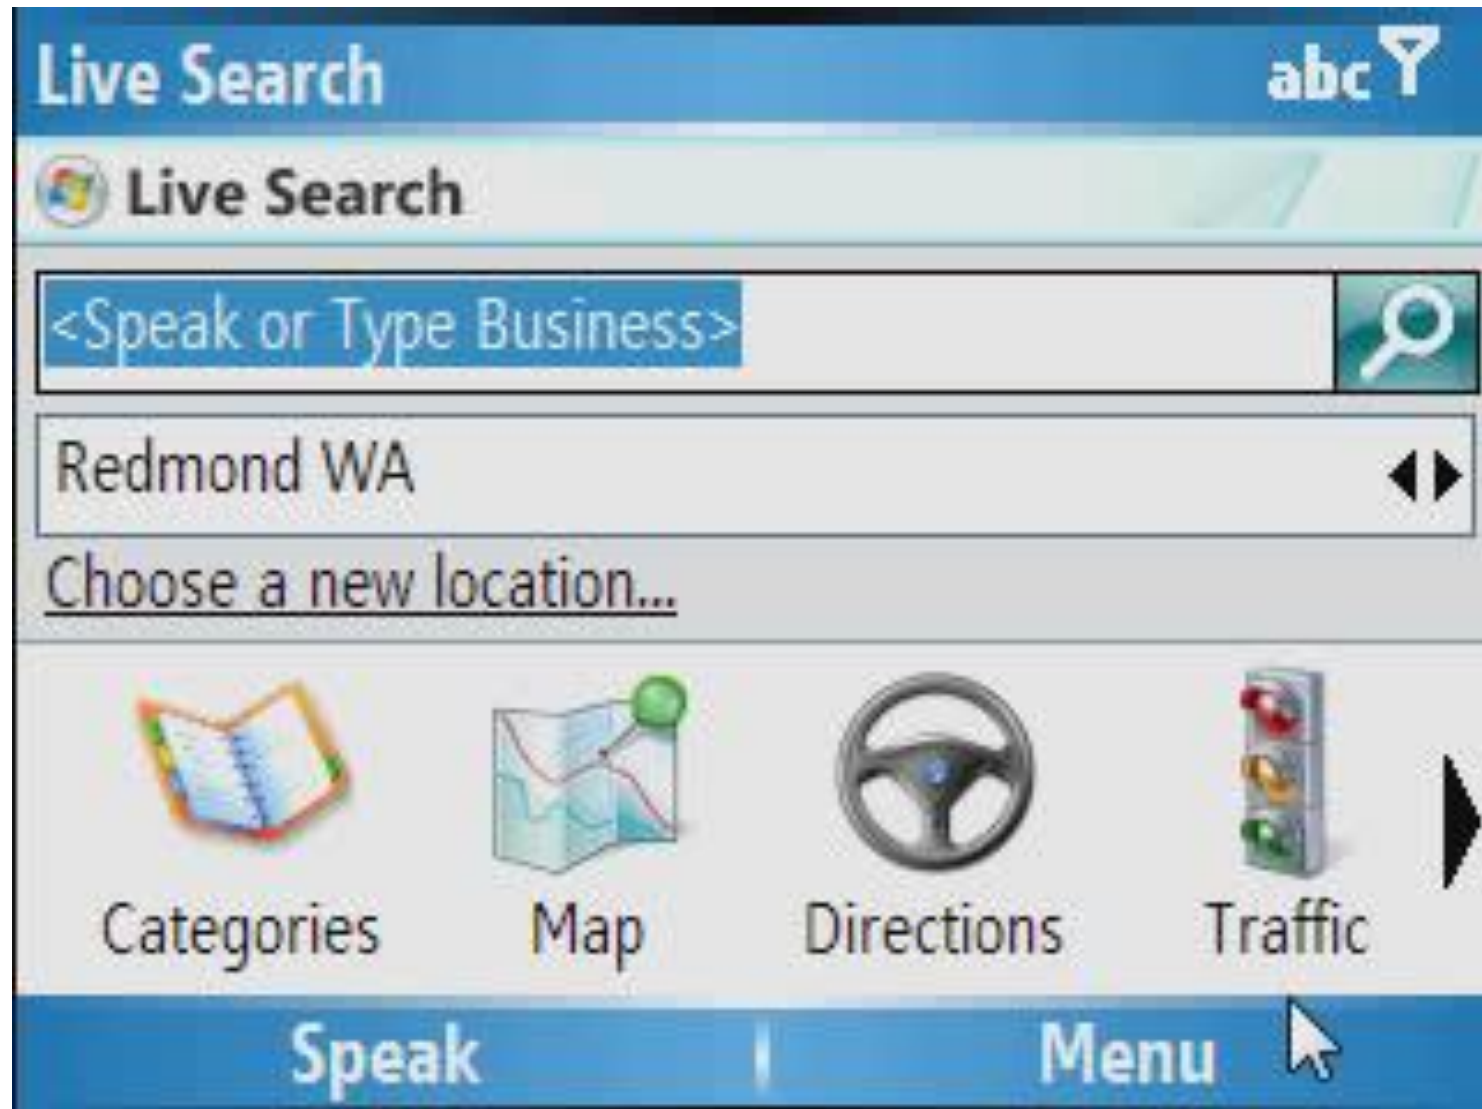 Live Search abc
Live Search
<Speak or Type Business>
Redmond WA
Choose a new location...
Categories Map Directions Traffic
Speak Menu